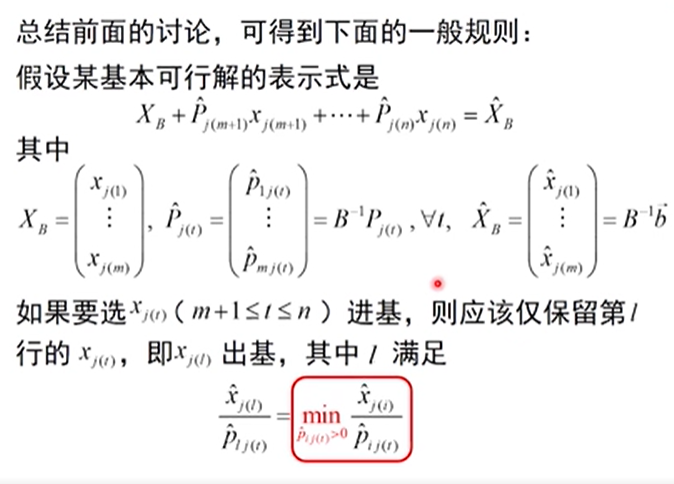 总结前面的讨论，可得到下面的一般规则：
假设某基本可行解的表示式是
$X_B + \hat{P}_{j(m+1)} x_{j(m+1)} + \cdots + \hat{P}_{j(n)} x_{j(n)} = \hat{X}_B$
其中
$X_B = \begin{pmatrix} x_{j(1)} \\ \vdots \\ x_{j(m)} \end{pmatrix}, \hat{P}_{j(t)} = \begin{pmatrix} \hat{p}_{1j(t)} \\ \vdots \\ \hat{p}_{mj(t)} \end{pmatrix} = B^{-1} P_{j(t)}, \forall t, \hat{X}_B = \begin{pmatrix} \hat{x}_{j(1)} \\ \vdots \\ \hat{x}_{j(m)} \end{pmatrix} = B^{-1} \vec{b}$
如果要选 $x_{j(t)}$（$m+1 \le t \le n$）进基，则应该仅保留第 $l$
行的 $x_{j(t)}$，即 $x_{j(l)}$ 出基，其中 $l$ 满足
$\frac{\hat{x}_{j(l)}}{\hat{p}_{lj(t)}} = \min_{\hat{p}_{ij(t)}>0} \frac{\hat{x}_{j(i)}}{\hat{p}_{ij(t)}}$